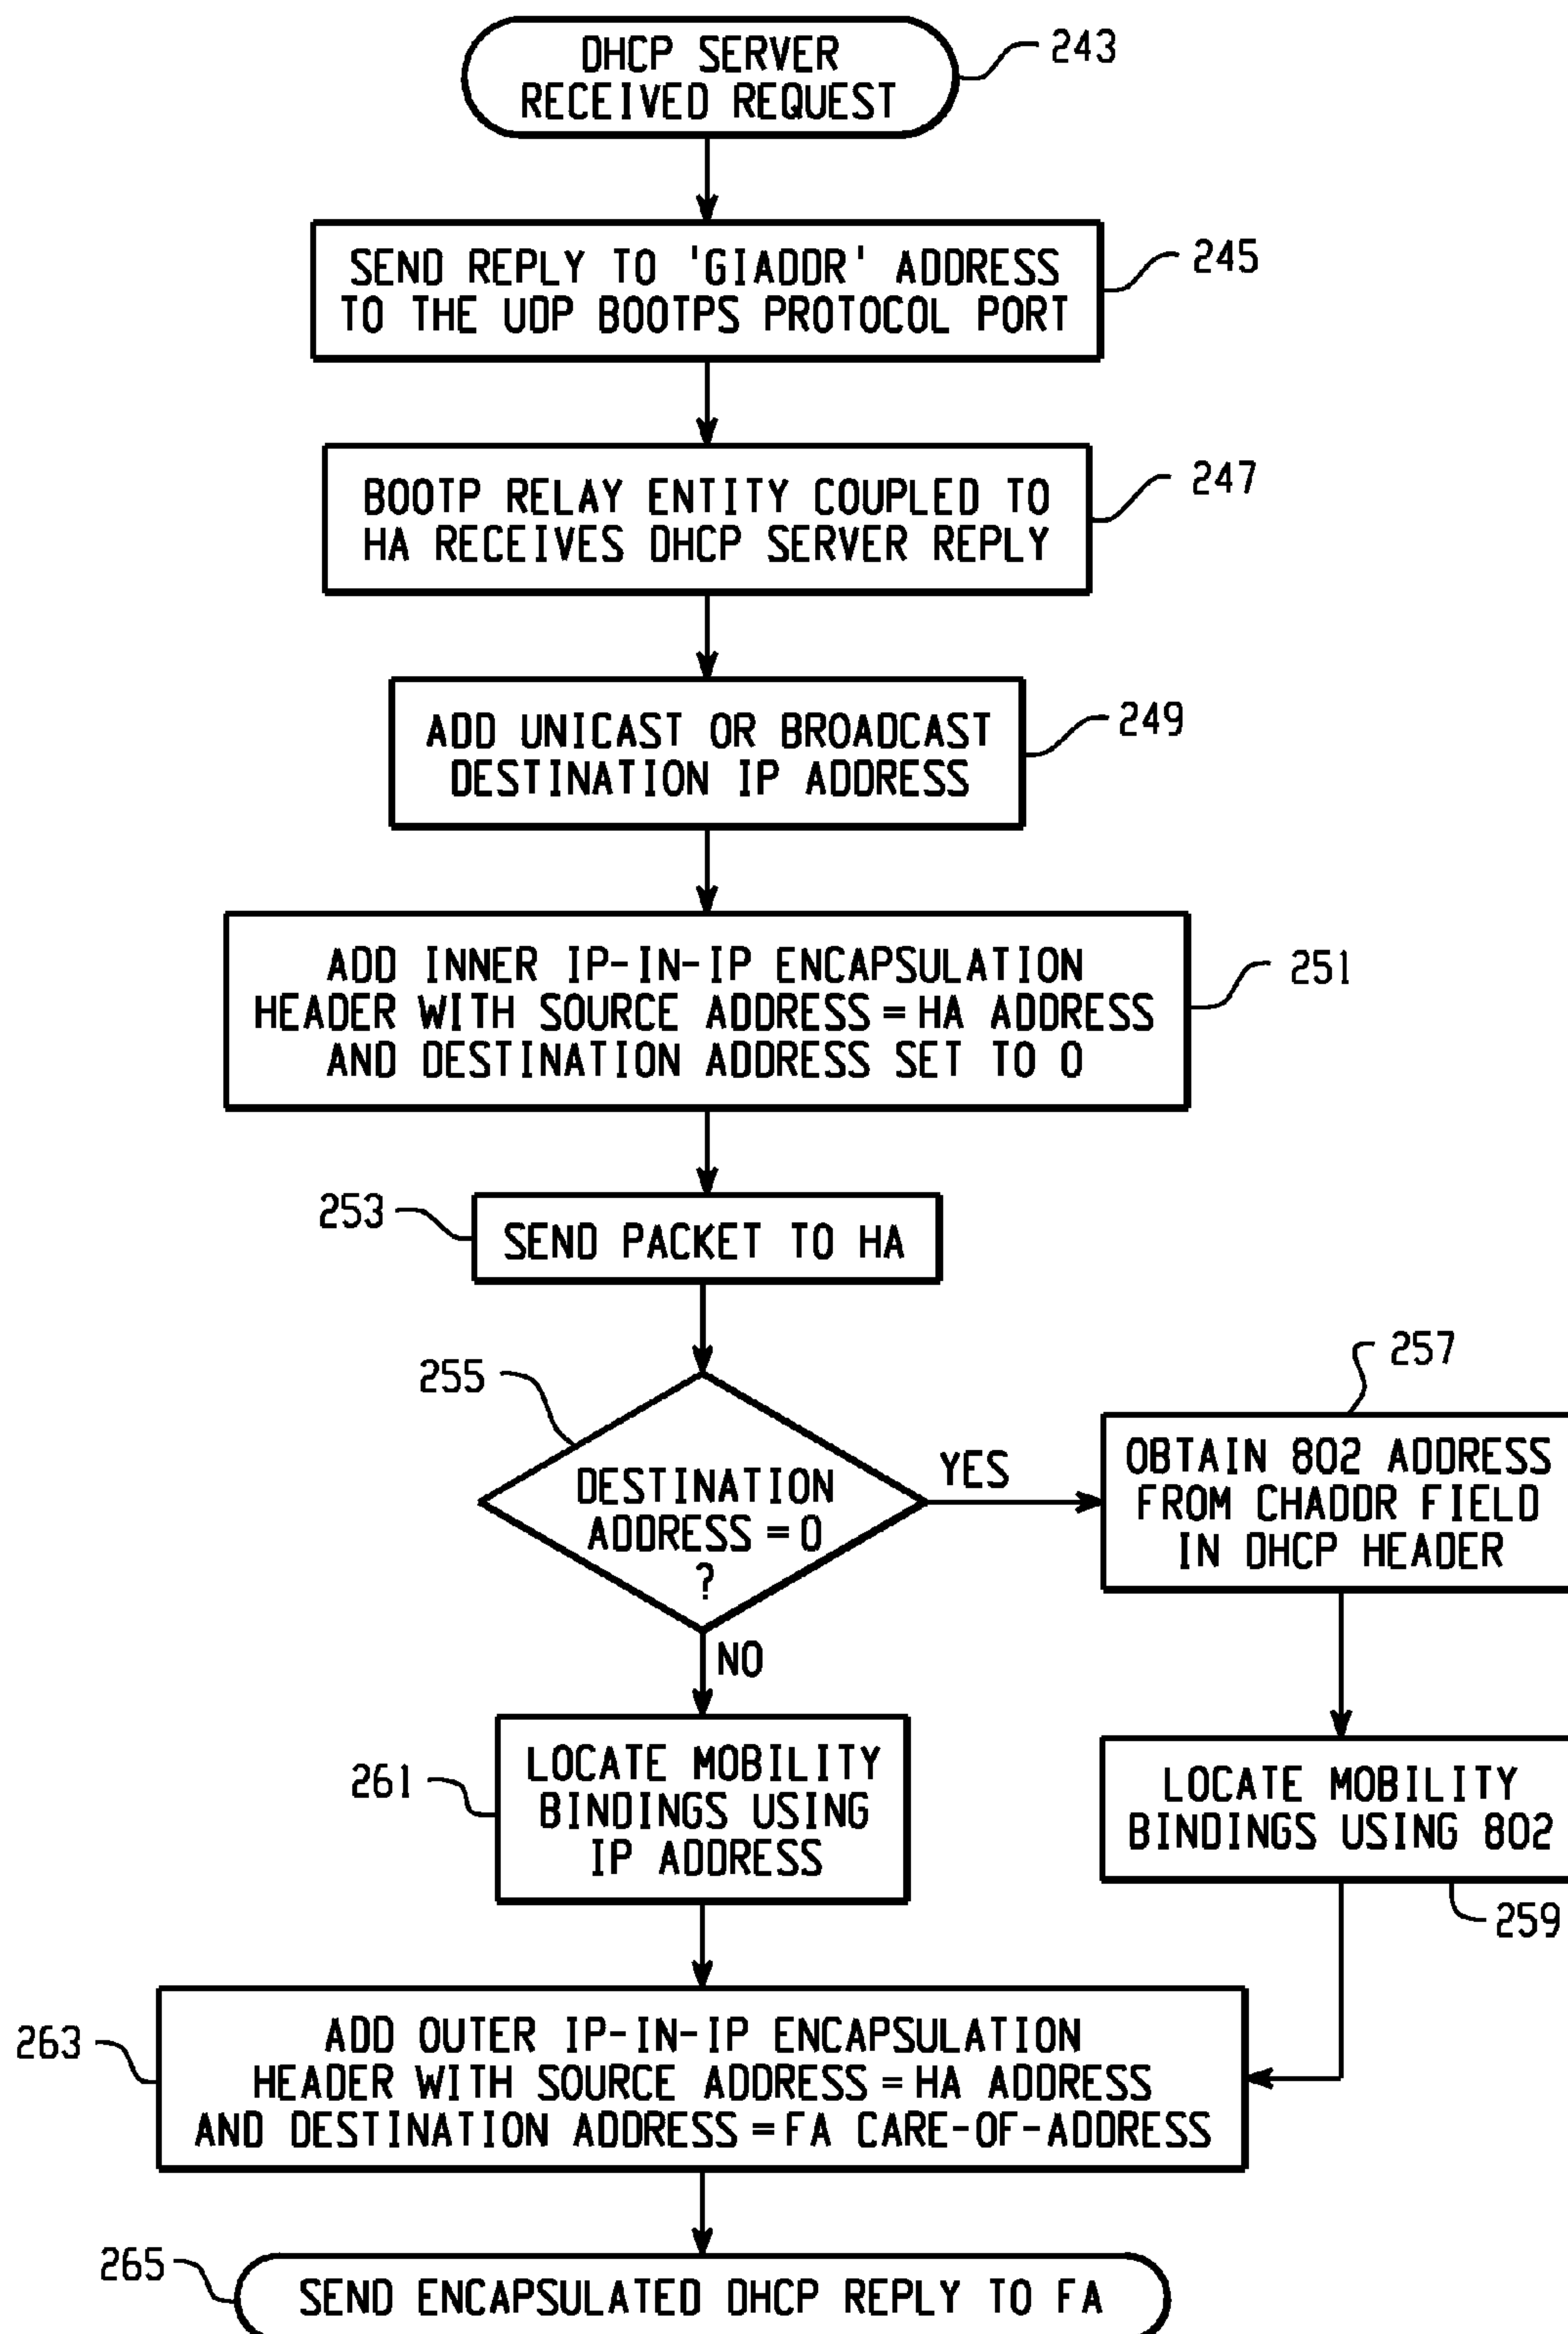 DHCP SERVER
RECEIVED REQUEST
243
SEND REPLY TO 'GIADDR' ADDRESS
TO THE UDP BOOTPS PROTOCOL PORT
245
BOOTP RELAY ENTITY COUPLED TO
HA RECEIVES DHCP SERVER REPLY
247
ADD UNICAST OR BROADCAST
DESTINATION IP ADDRESS
249
ADD INNER IP-IN-IP ENCAPSULATION
HEADER WITH SOURCE ADDRESS = HA ADDRESS
AND DESTINATION ADDRESS SET TO 0
251
253
SEND PACKET TO HA
255
DESTINATION
ADDRESS = 0
?
YES
NO
257
OBTAIN 802 ADDRESS
FROM CHADDR FIELD
IN DHCP HEADER
261
LOCATE MOBILITY
BINDINGS USING
IP ADDRESS
LOCATE MOBILITY
BINDINGS USING 802
259
263
ADD OUTER IP-IN-IP ENCAPSULATION
HEADER WITH SOURCE ADDRESS = HA ADDRESS
AND DESTINATION ADDRESS = FA CARE-OF-ADDRESS
265
SEND ENCAPSULATED DHCP REPLY TO FA